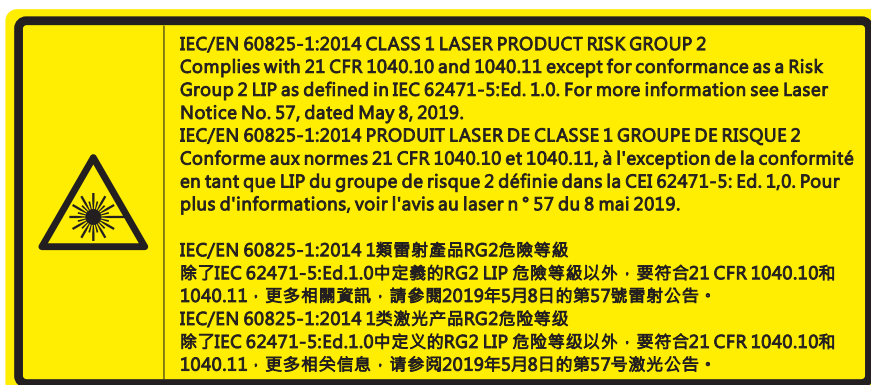 IEC/EN 60825-1:2014 CLASS 1 LASER PRODUCT RISK GROUP 2
Complies with 21 CFR 1040.10 and 1040.11 except for conformance as a Risk
Group 2 LIP as defined in IEC 62471-5:Ed. 1.0. For more information see Laser
Notice No. 57, dated May 8, 2019.
IEC/EN 60825-1:2014 PRODUIT LASER DE CLASSE 1 GROUPE DE RISQUE 2
Conforme aux normes 21 CFR 1040.10 et 1040.11, à l'exception de la conformité
en tant que LIP du groupe de risque 2 définie dans la CEI 62471-5: Ed. 1,0. Pour
plus d'informations, voir l'avis au laser n ° 57 du 8 mai 2019.
IEC/EN 60825-1:2014 1類雷射產品RG2危險等級
除了IEC 62471-5:Ed.1.0中定義的RG2 LIP 危險等級以外，要符合21 CFR 1040.10和
1040.11，更多相關資訊，請參閱2019年5月8日的第57號雷射公告。
IEC/EN 60825-1:2014 1类激光产品RG2危险等级
除了IEC 62471-5:Ed.1.0中定义的RG2 LIP 危险等级以外，要符合21 CFR 1040.10和
1040.11，更多相关信息，请参阅2019年5月8日的第57号激光公告。